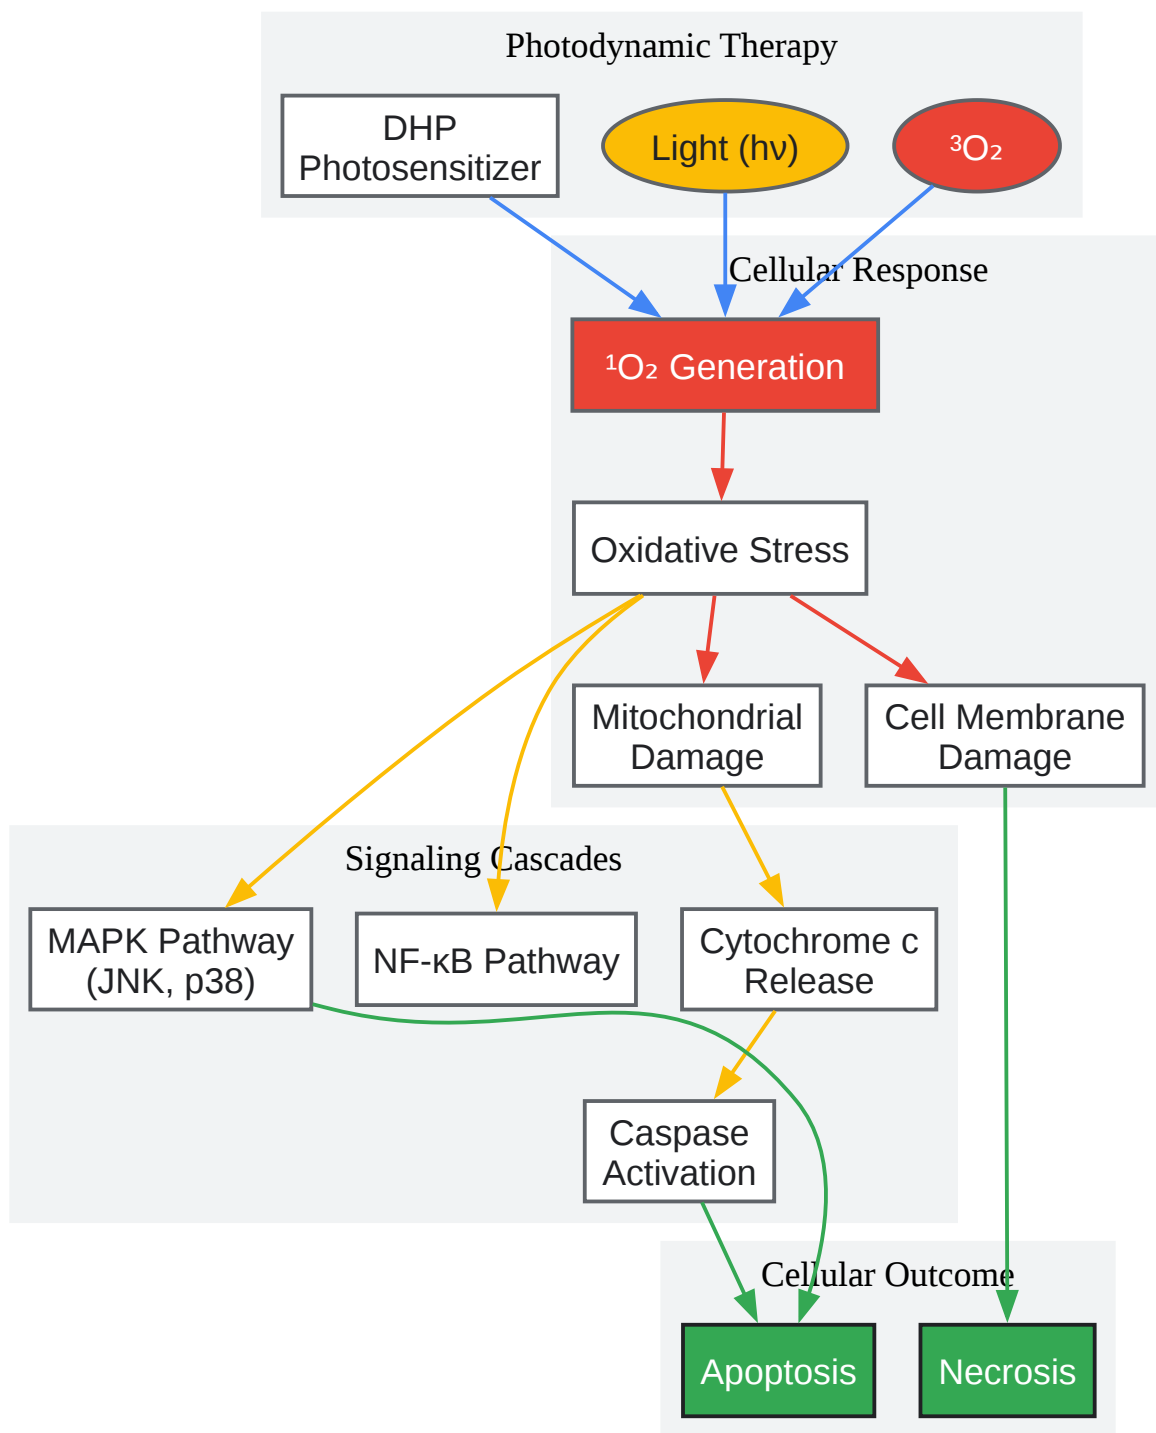 Photodynamic Therapy
DHP
Photosensitizer
Light (hν)
³O₂
Cellular Response
¹O₂ Generation
Oxidative Stress
Mitochondrial
Damage
Cell Membrane
Damage
Signaling Cascades
MAPK Pathway
(JNK, p38)
NF-κB Pathway
Cytochrome c
Release
Caspase
Activation
Cellular Outcome
Apoptosis
Necrosis